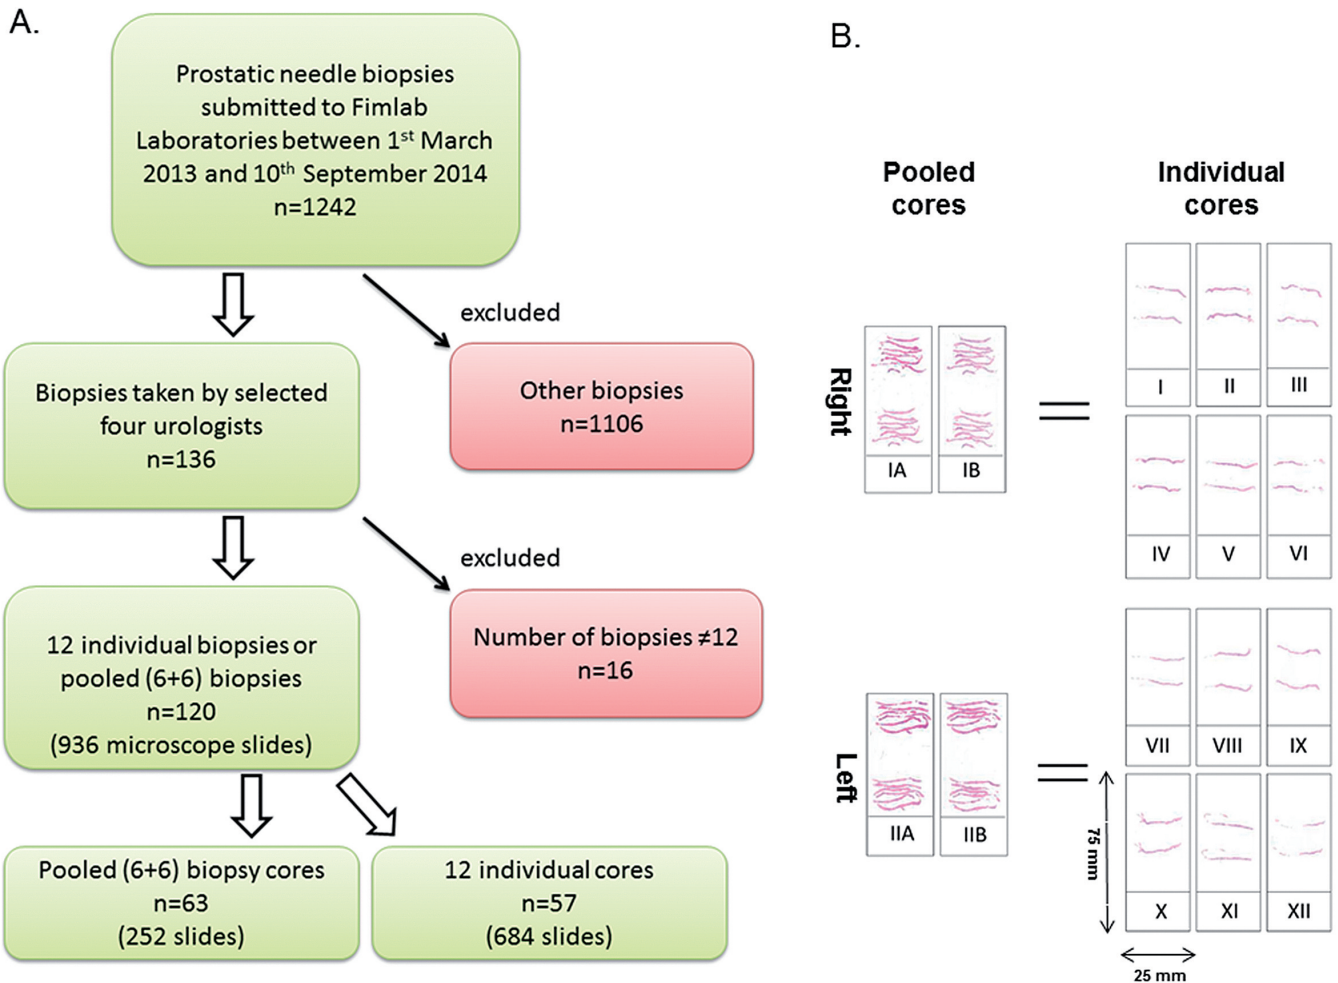 A.
Prostatic needle biopsies
submitted to Fimlab
Laboratories between 1st March
2013 and 10th September 2014
n=1242
excluded
Biopsies taken by selected
four urologists
n=136
Other biopsies
n=1106
excluded
12 individual biopsies or
pooled (6+6) biopsies
n=120
(936 microscope slides)
Number of biopsies ≠12
n=16
Pooled (6+6) biopsy cores
n=63
(252 slides)
12 individual cores
n=57
(684 slides)
B.
Pooled
cores
Individual
cores
Right
IA
IB
=
I
II
III
IV
V
VI
Left
IIA
IIB
=
VII
VIII
IX
X
XI
XII
75 mm
25 mm